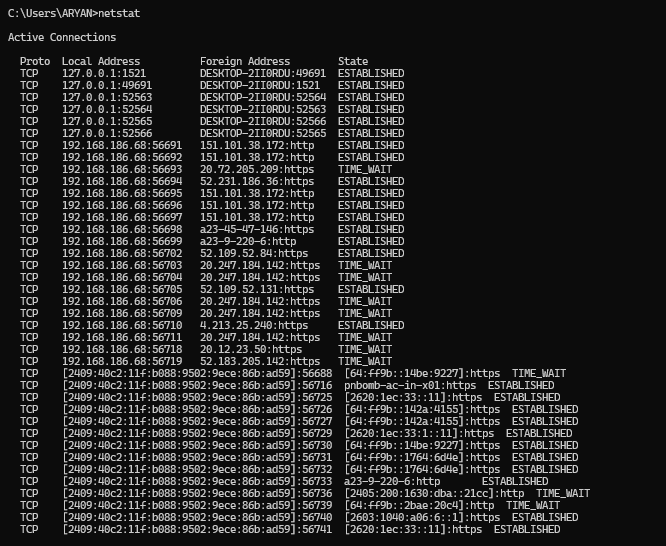 C:\Users\ARYAN>netstat
Active Connections
Proto  Local Address          Foreign Address        State
TCP    127.0.0.1:1521         DESKTOP-2II0RDU:49691  ESTABLISHED
TCP    127.0.0.1:49691        DESKTOP-2II0RDU:1521   ESTABLISHED
TCP    127.0.0.1:52563        DESKTOP-2II0RDU:52564  ESTABLISHED
TCP    127.0.0.1:52564        DESKTOP-2II0RDU:52563  ESTABLISHED
TCP    127.0.0.1:52565        DESKTOP-2II0RDU:52566  ESTABLISHED
TCP    127.0.0.1:52566        DESKTOP-2II0RDU:52565  ESTABLISHED
TCP    192.168.186.68:56691   151.101.38.172:http    ESTABLISHED
TCP    192.168.186.68:56692   151.101.38.172:http    ESTABLISHED
TCP    192.168.186.68:56693   20.72.205.209:https    TIME_WAIT
TCP    192.168.186.68:56694   52.231.186.36:https    ESTABLISHED
TCP    192.168.186.68:56695   151.101.38.172:http    ESTABLISHED
TCP    192.168.186.68:56696   151.101.38.172:http    ESTABLISHED
TCP    192.168.186.68:56697   151.101.38.172:http    ESTABLISHED
TCP    192.168.186.68:56698   a23-45-47-146:https    ESTABLISHED
TCP    192.168.186.68:56699   a23-9-220-6:http       ESTABLISHED
TCP    192.168.186.68:56702   52.109.52.84:https     ESTABLISHED
TCP    192.168.186.68:56703   20.247.184.142:https   TIME_WAIT
TCP    192.168.186.68:56704   20.247.184.142:https   TIME_WAIT
TCP    192.168.186.68:56705   52.109.52.131:https    ESTABLISHED
TCP    192.168.186.68:56706   20.247.184.142:https   TIME_WAIT
TCP    192.168.186.68:56709   20.247.184.142:https   TIME_WAIT
TCP    192.168.186.68:56710   4.213.25.240:https     ESTABLISHED
TCP    192.168.186.68:56711   20.247.184.142:https   TIME_WAIT
TCP    192.168.186.68:56718   20.12.23.50:https      TIME_WAIT
TCP    192.168.186.68:56719   52.183.205.142:https   TIME_WAIT
TCP    [2409:40c2:11f:b088:9502:9ece:86b:ad59]:56688  [64:ff9b::14be:9227]:https  TIME_WAIT
TCP    [2409:40c2:11f:b088:9502:9ece:86b:ad59]:56716  pnbomb-ac-in-x01:https  ESTABLISHED
TCP    [2409:40c2:11f:b088:9502:9ece:86b:ad59]:56725  [2620:1ec:33::11]:https  ESTABLISHED
TCP    [2409:40c2:11f:b088:9502:9ece:86b:ad59]:56726  [64:ff9b::142a:4155]:https  ESTABLISHED
TCP    [2409:40c2:11f:b088:9502:9ece:86b:ad59]:56727  [64:ff9b::142a:4155]:https  ESTABLISHED
TCP    [2409:40c2:11f:b088:9502:9ece:86b:ad59]:56729  [2620:1ec:33:1::11]:https  ESTABLISHED
TCP    [2409:40c2:11f:b088:9502:9ece:86b:ad59]:56730  [64:ff9b::14be:9227]:https  ESTABLISHED
TCP    [2409:40c2:11f:b088:9502:9ece:86b:ad59]:56731  [64:ff9b::1764:6d4e]:https  ESTABLISHED
TCP    [2409:40c2:11f:b088:9502:9ece:86b:ad59]:56732  [64:ff9b::1764:6d4e]:https  ESTABLISHED
TCP    [2409:40c2:11f:b088:9502:9ece:86b:ad59]:56733  a23-9-220-6:http       ESTABLISHED
TCP    [2409:40c2:11f:b088:9502:9ece:86b:ad59]:56736  [2405:200:1630:dba::21cc]:http  TIME_WAIT
TCP    [2409:40c2:11f:b088:9502:9ece:86b:ad59]:56739  [64:ff9b::2bae:20c4]:http  TIME_WAIT
TCP    [2409:40c2:11f:b088:9502:9ece:86b:ad59]:56740  [2603:1040:a06:6::1]:https  ESTABLISHED
TCP    [2409:40c2:11f:b088:9502:9ece:86b:ad59]:56741  [2620:1ec:33::11]:https  ESTABLISHED